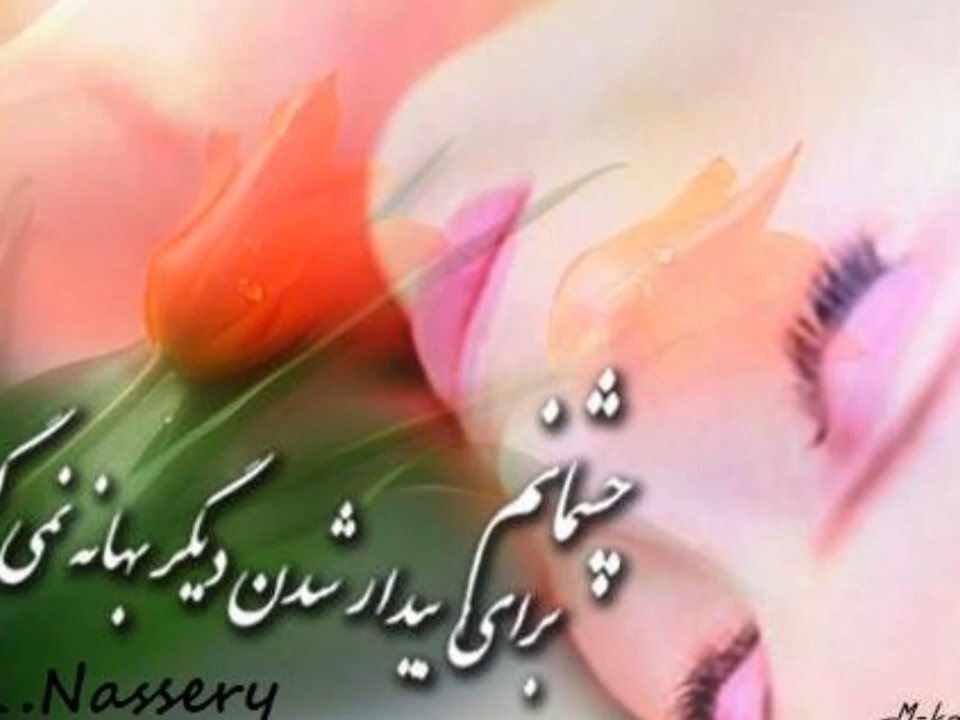 چشمانم
برای بیدار شدن دیگر بهانه نمی
..Nassery